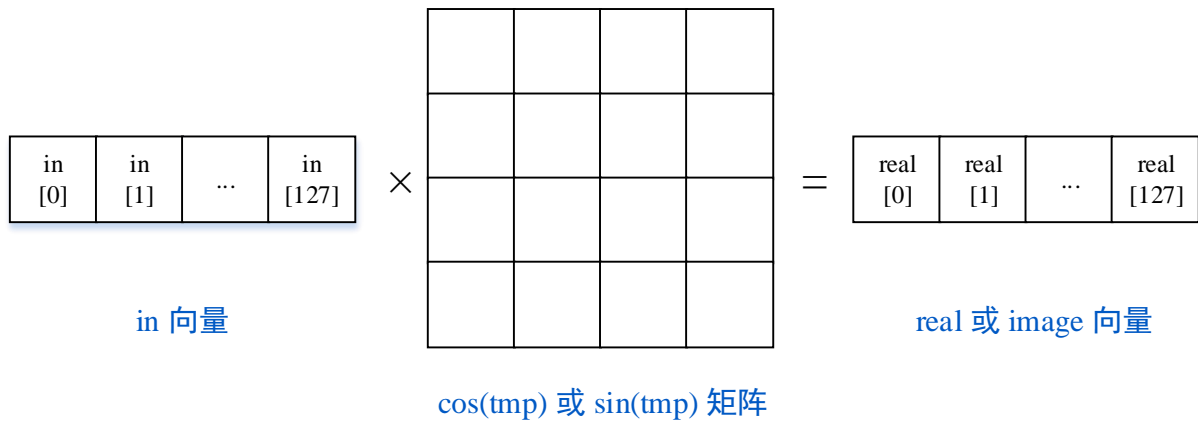 in [0]
in [1]
...
in [127]
×
=
real [0]
real [1]
...
real [127]
in 向量
real 或 image 向量
cos(tmp) 或 sin(tmp) 矩阵